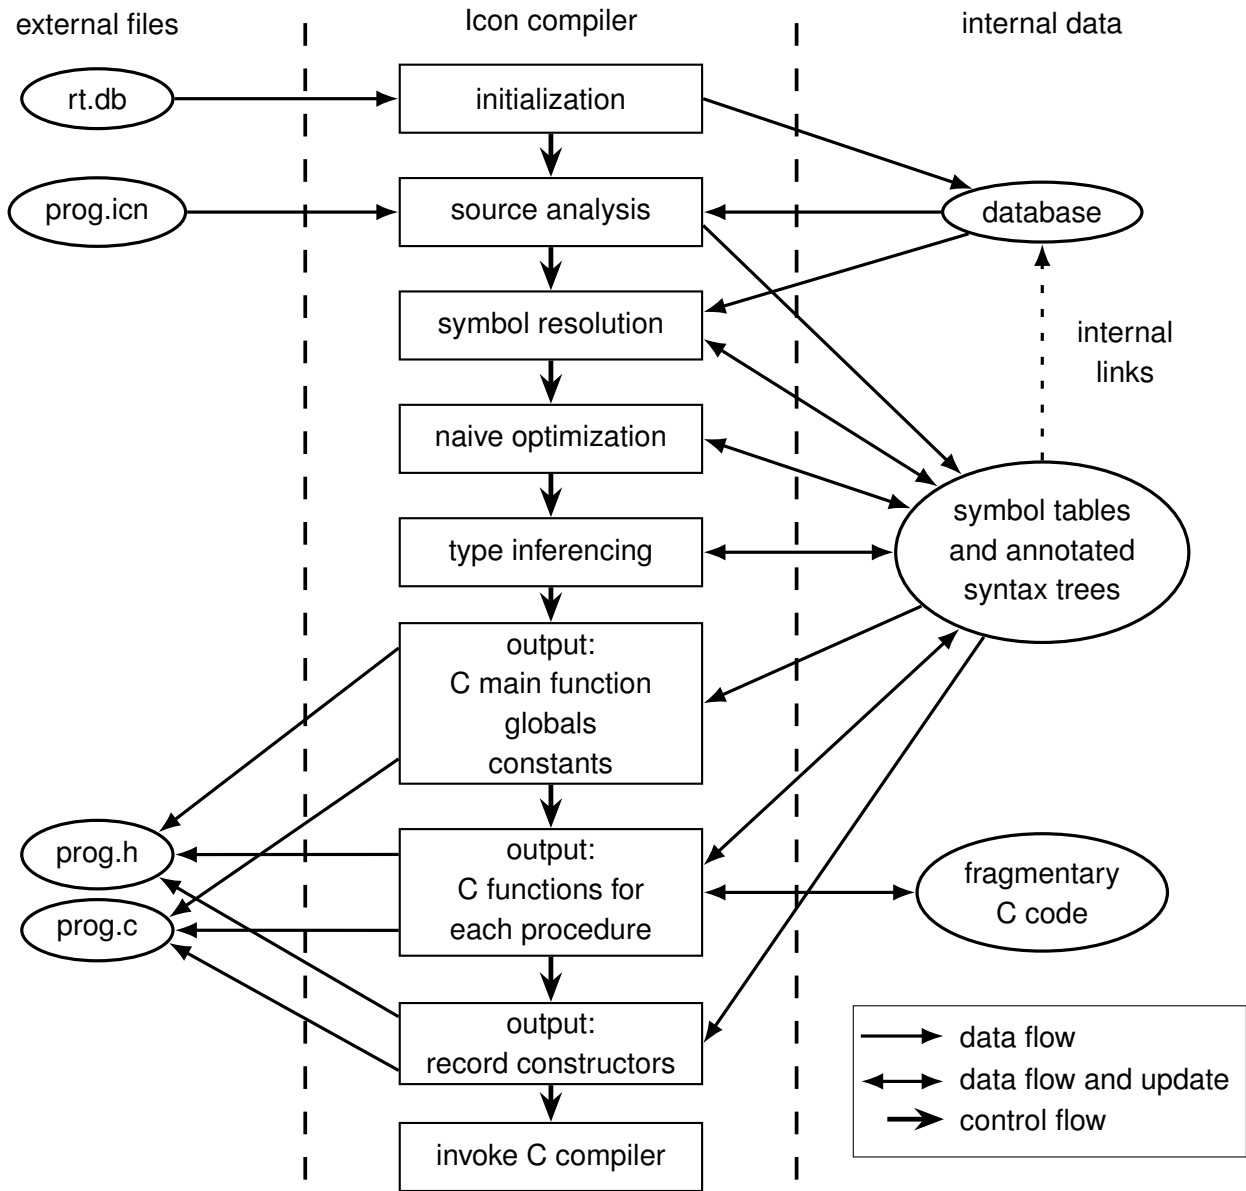 external files
Icon compiler
internal data
rt.db
initialization
prog.icn
source analysis
database
symbol resolution
internal
links
naive optimization
type inferencing
symbol tables
and annotated
syntax trees
output:
C main function
globals
constants
prog.h
prog.c
output:
C functions for
each procedure
fragmentary
C code
output:
record constructors
invoke C compiler
data flow
data flow and update
control flow